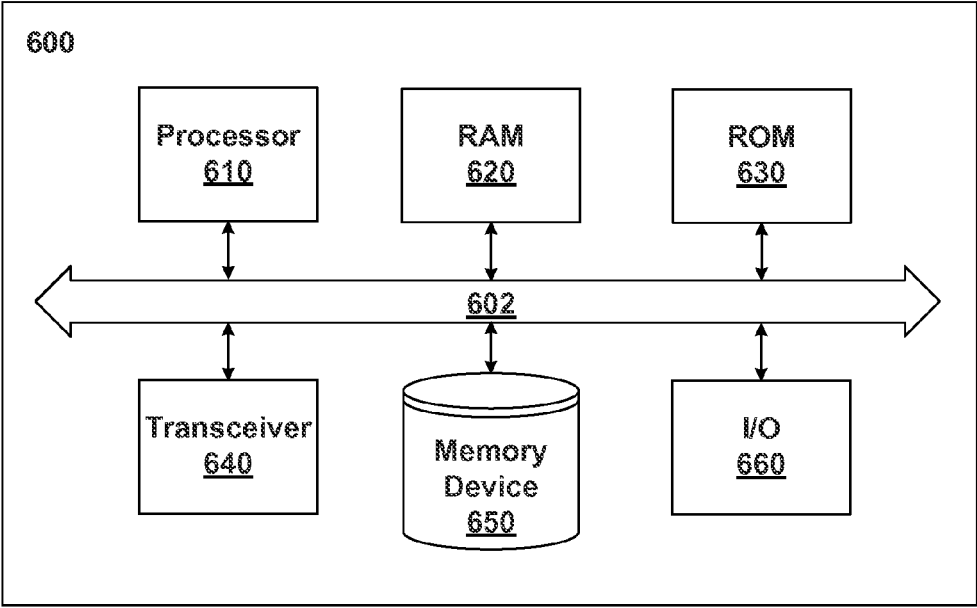 600
Processor
610
RAM
620
ROM
630
602
Transceiver
640
Memory
Device
650
I/O
660